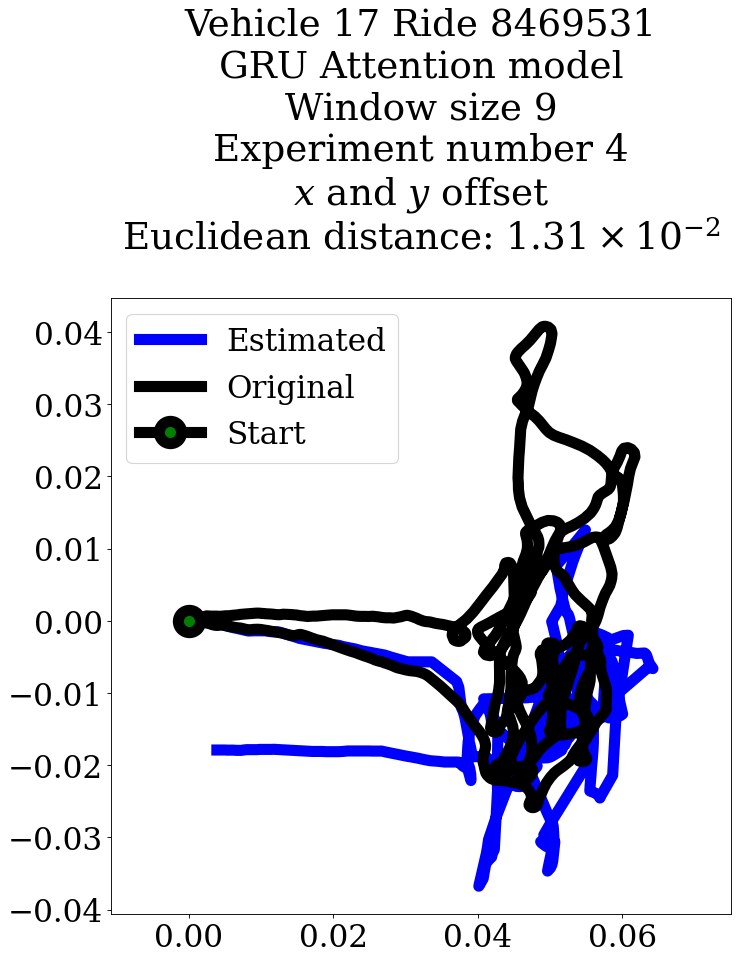 Vehicle 17 Ride 8469531
GRU Attention model
Window size 9
Experiment number 4
x and y offset
Euclidean distance: 1.31 × 10⁻²
Estimated
Original
Start
0.04
0.03
0.02
0.01
0.00
−0.01
−0.02
−0.03
−0.04
0.00 0.02 0.04 0.06